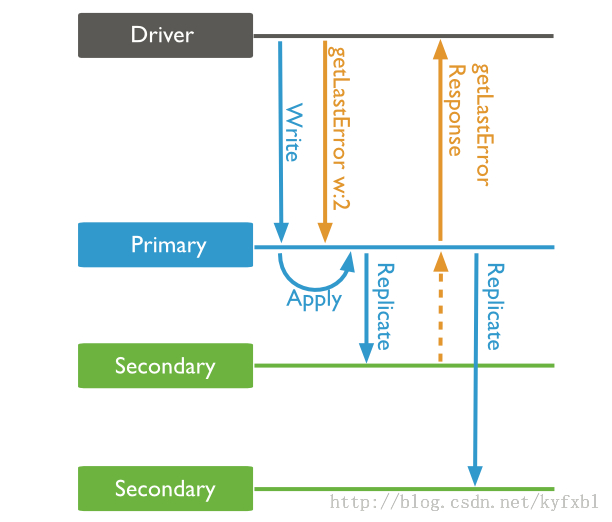 Driver
Write
getLastError w:2
getLastError
Response
Primary
Apply
Replicate
Replicate
Secondary
Secondary
http://blog.csdn.net/kyfxbl